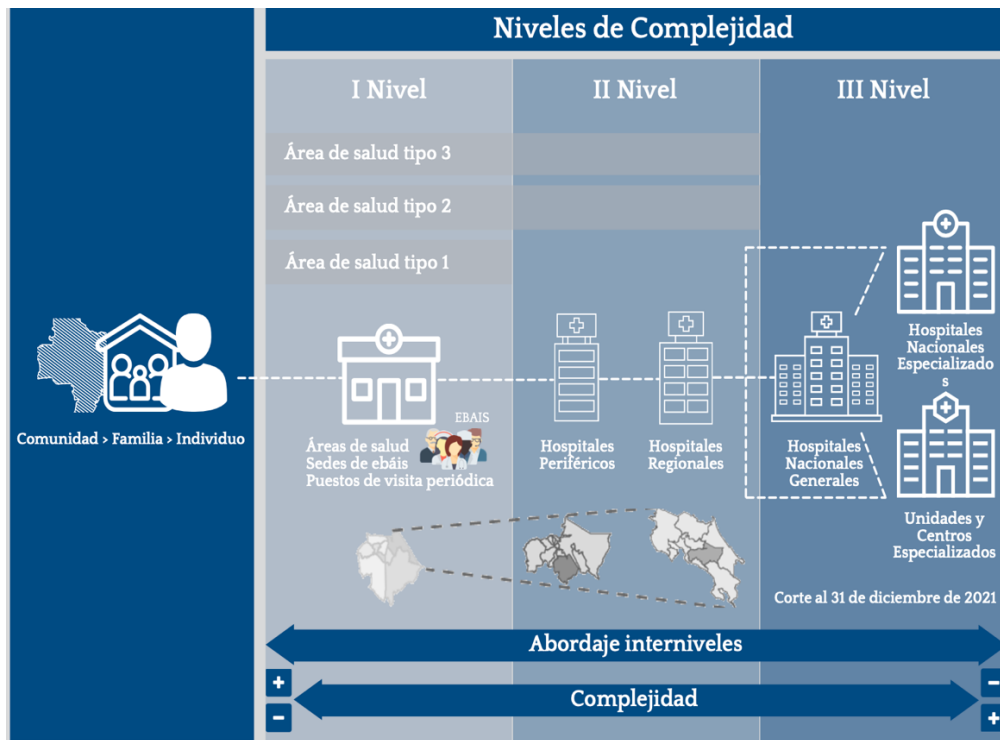 Niveles de Complejidad
I Nivel
II Nivel
III Nivel
Área de salud tipo 3
Área de salud tipo 2
Área de salud tipo 1
Comunidad > Familia > Individuo
EBAIS
Áreas de salud
Sedes de ebáis
Puestos de visita periódica
Hospitales
Periféricos
Hospitales
Regionales
Hospitales
Nacionales
Generales
Hospitales
Nacionales
Especializado
s
Unidades y
Centros
Especializados
Corte al 31 de diciembre de 2021
Abordaje interniveles
+
−
Complejidad
−
+